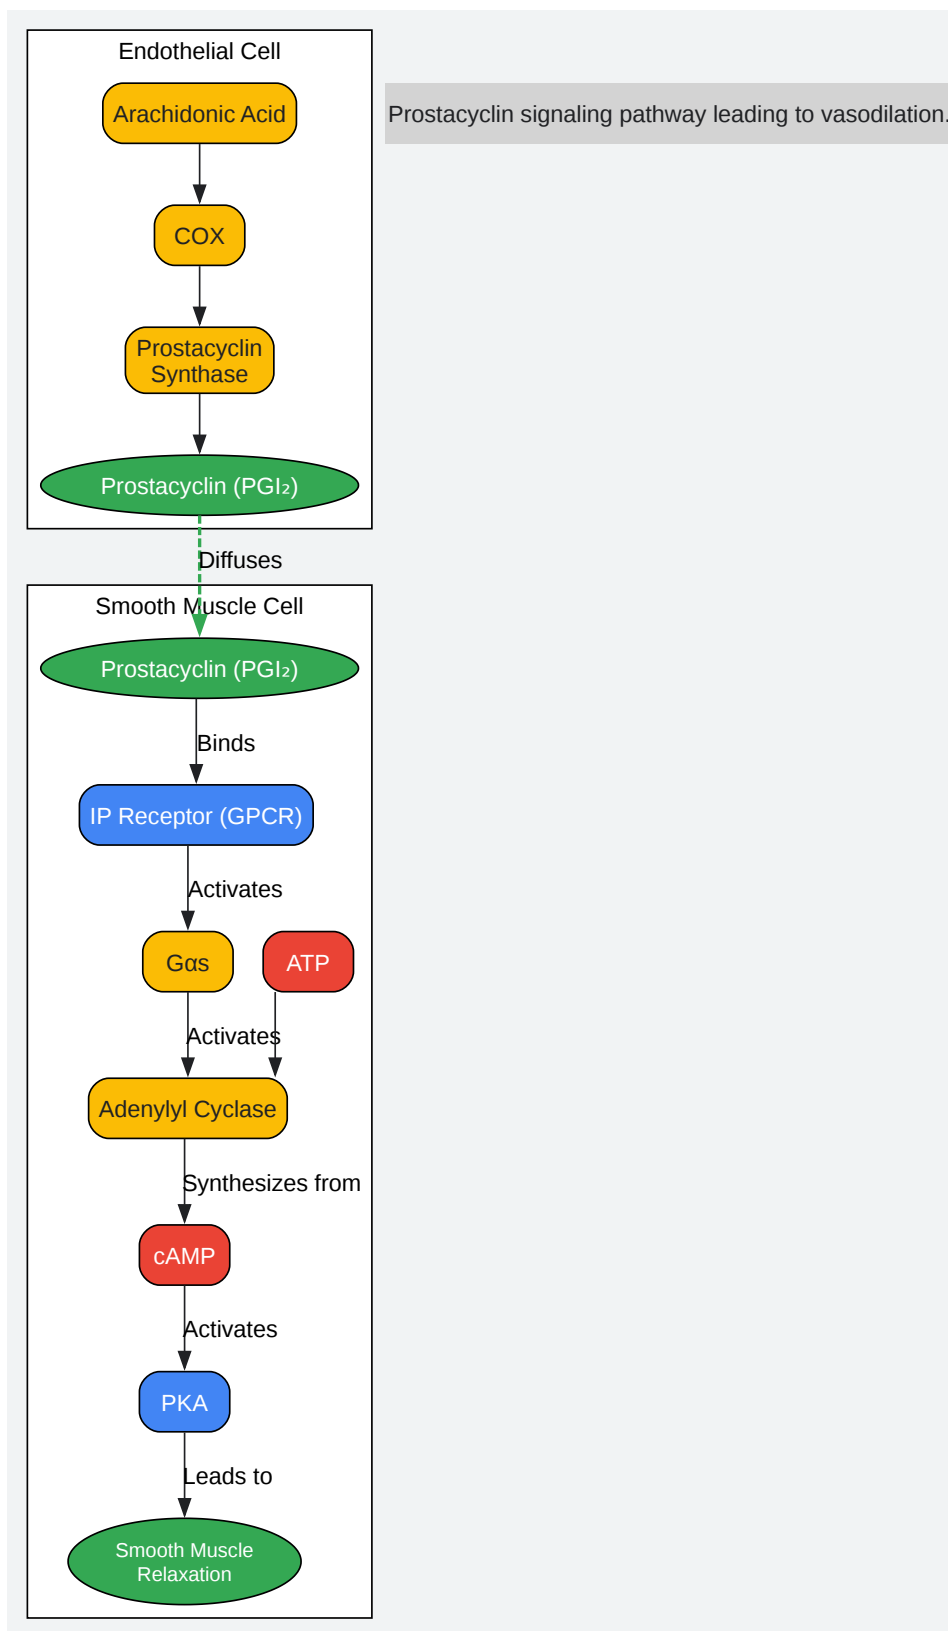 Endothelial Cell
Arachidonic Acid
Prostacyclin signaling pathway leading to vasodilation.
COX
Prostacyclin
Synthase
Prostacyclin (PGI₂)
Diffuses
Smooth Muscle Cell
Prostacyclin (PGI₂)
Binds
IP Receptor (GPCR)
Activates
Gαs
ATP
Activates
Adenylyl Cyclase
Synthesizes from
cAMP
Activates
PKA
Leads to
Smooth Muscle
Relaxation